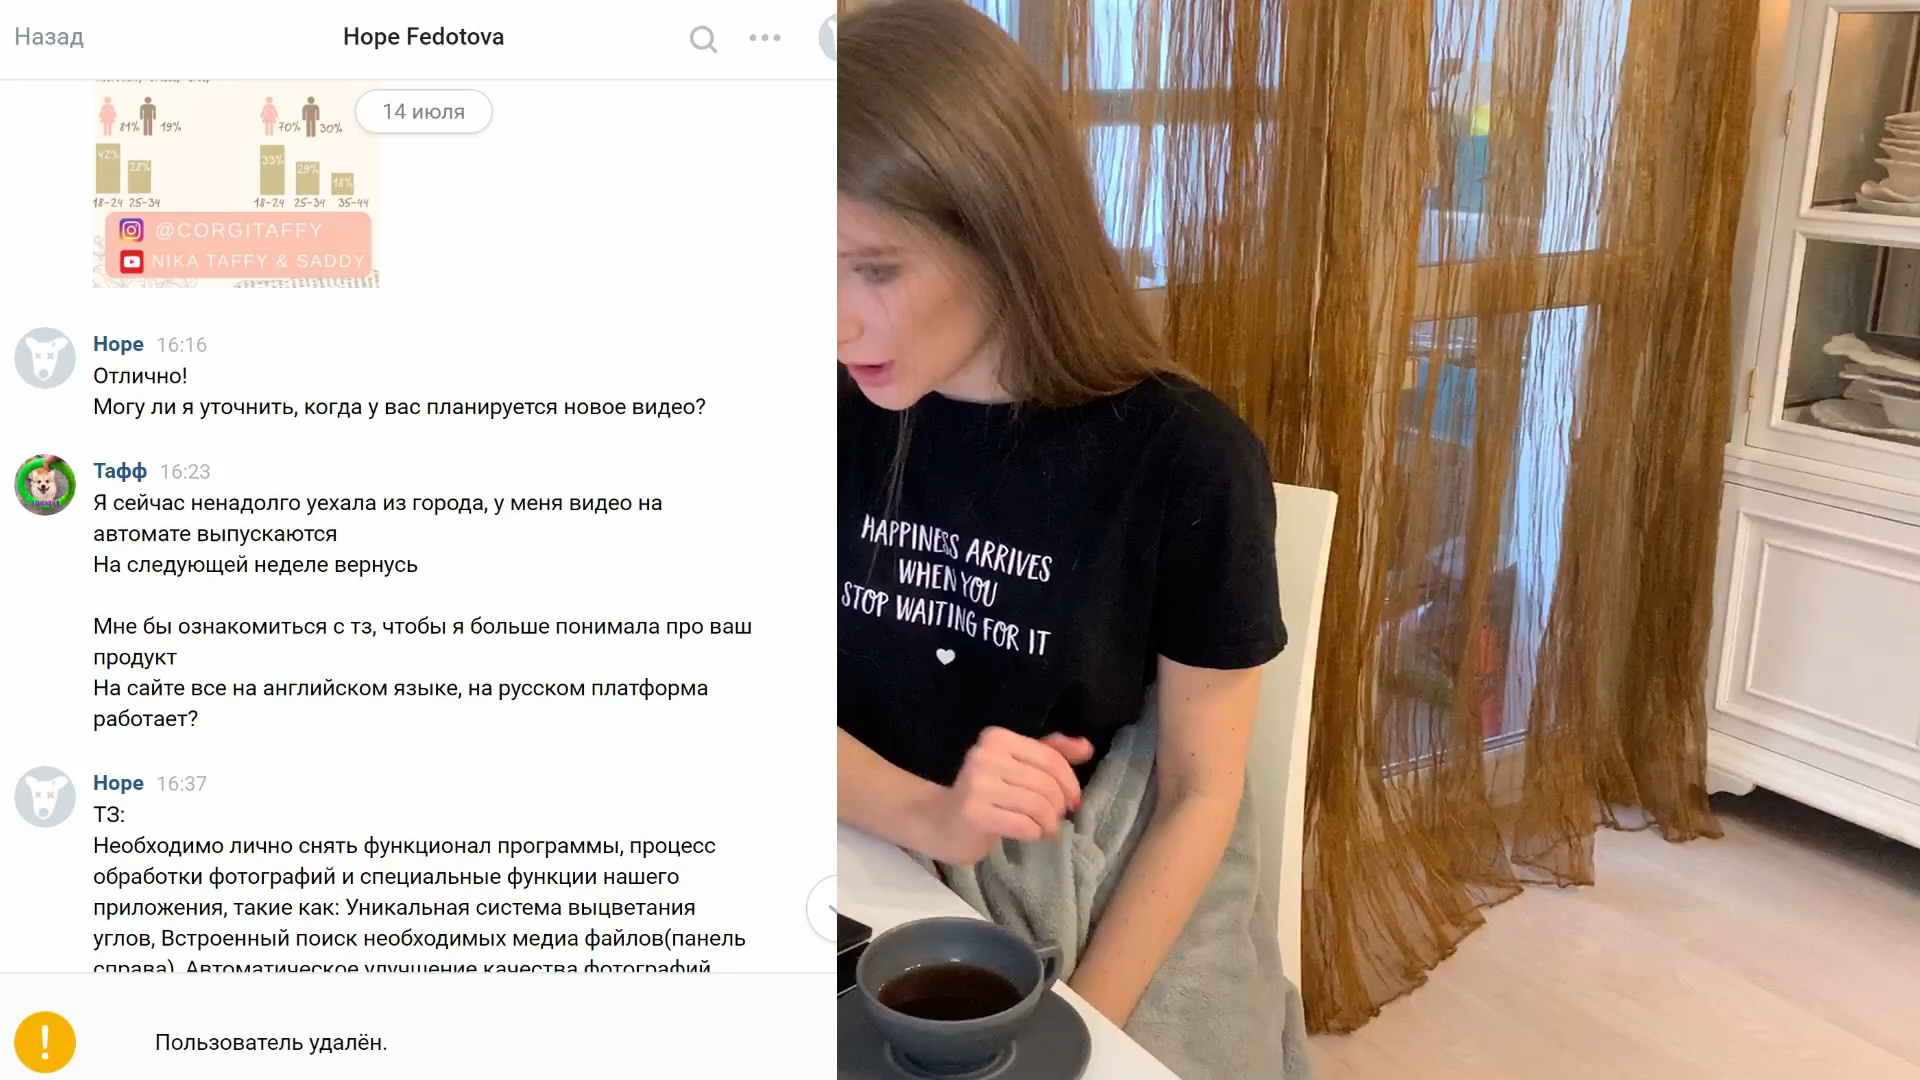 Назад
Hope Fedotova
14 июля
81% 19%
70% 30%
42% 28%
33% 29% 18%
18-24 25-34
18-24 25-34 35-44
@CORGITAFFY
NIKA TAFFY & SADDY
Hope 16:16
Отлично!
Могу ли я уточнить, когда у вас планируется новое видео?
Тафф 16:23
Я сейчас ненадолго уехала из города, у меня видео на
автомате выпускаются
На следующей неделе вернусь
Мне бы ознакомиться с тз, чтобы я больше понимала про ваш
продукт
На сайте все на английском языке, на русском платформа
работает?
Hope 16:37
ТЗ:
Необходимо лично снять функционал программы, процесс
обработки фотографий и специальные функции нашего
приложения, такие как: Уникальная система выцветания
углов, Встроенный поиск необходимых медиа файлов(панель
справа), Автоматическое улучшение качества фотографий,
Пользователь удалён.
HAPPINESS ARRIVES
WHEN YOU
STOP WAITING FOR IT